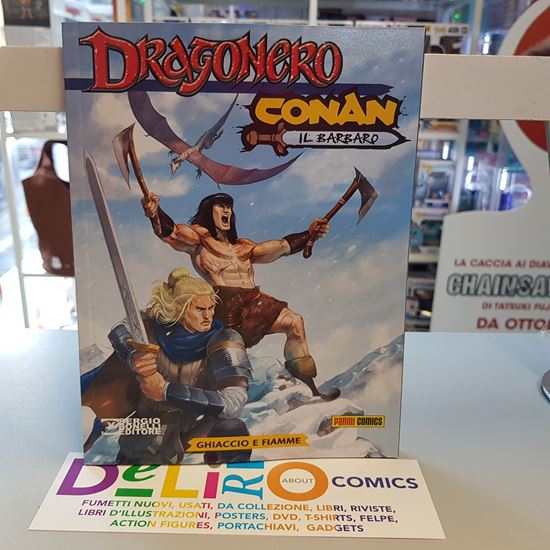 DRAGONERO
CONAN
IL BARBARO
SERGIO
BONELLI
EDITORE
PANINI COMICS
GHIACCIO E FIAMME
LA CACCIA AI DIAV
CHAINSA
DI TATSUKI FUJ
DA OTTO
DeLiRiO ABOUT COMICS
FUMETTI NUOVI, USATI, DA COLLEZIONE, LIBRI, RIVISTE,
LIBRI D'ILLUSTRAZIONI, POSTERS, DVD, T-SHIRTS, FELPE,
ACTION FIGURES, PORTACHIAVI, GADGETS